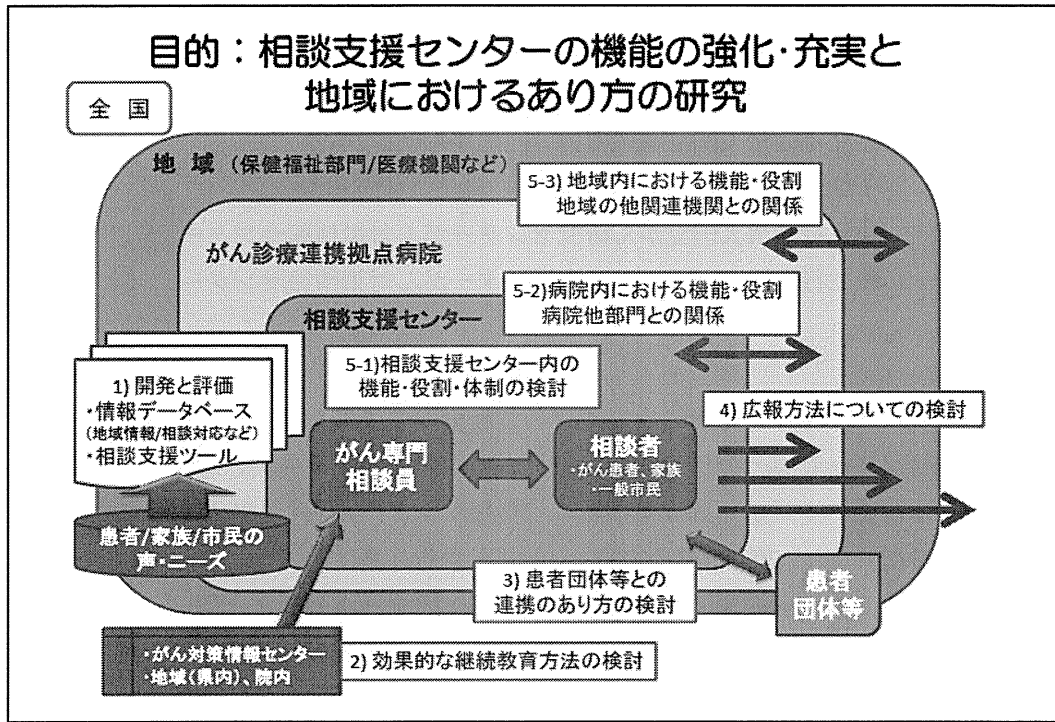 目的：相談支援センターの機能の強化･充実と
地域におけるあり方の研究
全　国
地　域（保健福祉部門/医療機関など）
5-3) 地域内における機能・役割
地域の他関連機関との関係
がん診療連携拠点病院
5-2)病院内における機能・役割
病院他部門との関係
相談支援センター
5-1)相談支援センター内の
機能・役割・体制の検討
1) 開発と評価
・情報データベース
（地域情報/相談対応など）
・相談支援ツール
4) 広報方法についての検討
がん専門
相談員
相談者
・がん患者、家族
・一般市民
患者/家族/市民の
声・ニーズ
3) 患者団体等との
連携のあり方の検討
患者
団体等
・がん対策情報センター
・地域（県内）、院内
2) 効果的な継続教育方法の検討